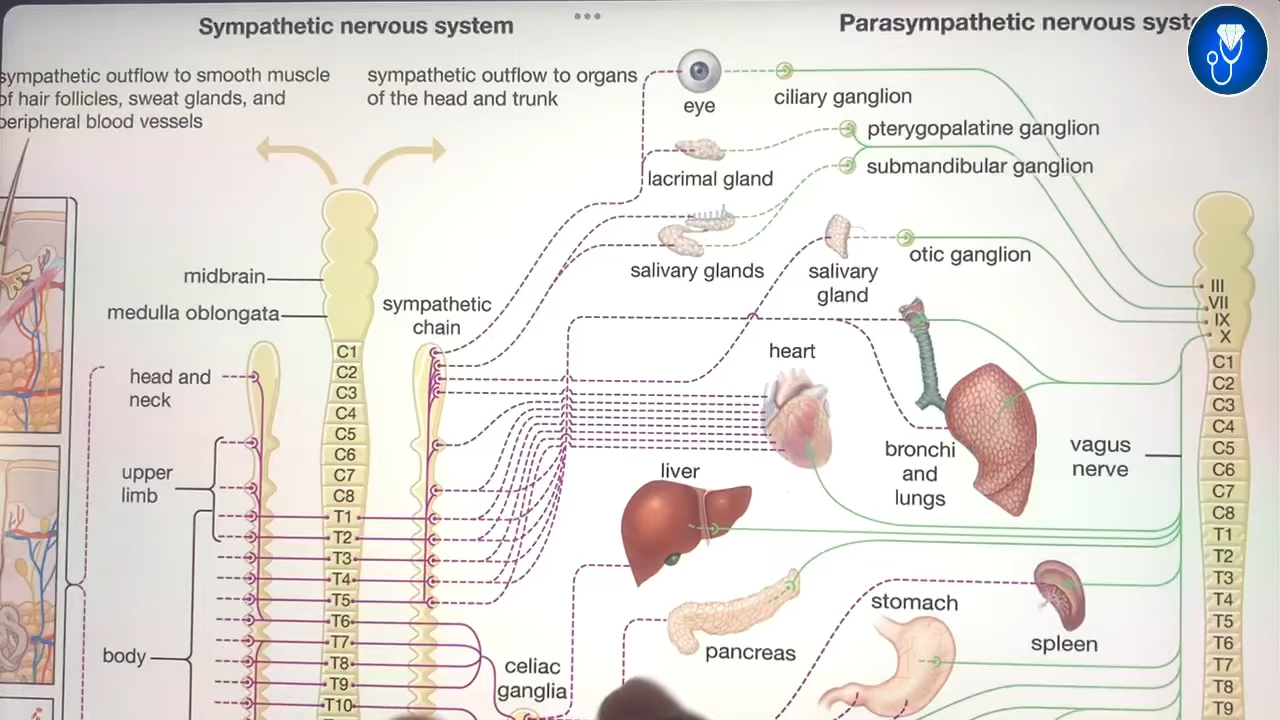 Sympathetic nervous system
Parasympathetic nervous syst
sympathetic outflow to smooth muscle
of hair follicles, sweat glands, and
peripheral blood vessels
sympathetic outflow to organs
of the head and trunk
eye
ciliary ganglion
pterygopalatine ganglion
submandibular ganglion
lacrimal gland
salivary glands
salivary
gland
otic ganglion
midbrain
medulla oblongata
sympathetic
chain
head and
neck
upper
limb
body
C1
C2
C3
C4
C5
C6
C7
C8
T1
T2
T3
T4
T5
T6
T7
T8
T9
T10
heart
liver
bronchi
and
lungs
vagus
nerve
pancreas
stomach
spleen
celiac
ganglia
III
VII
IX
X
C1
C2
C3
C4
C5
C6
C7
C8
T1
T2
T3
T4
T5
T6
T7
T8
T9